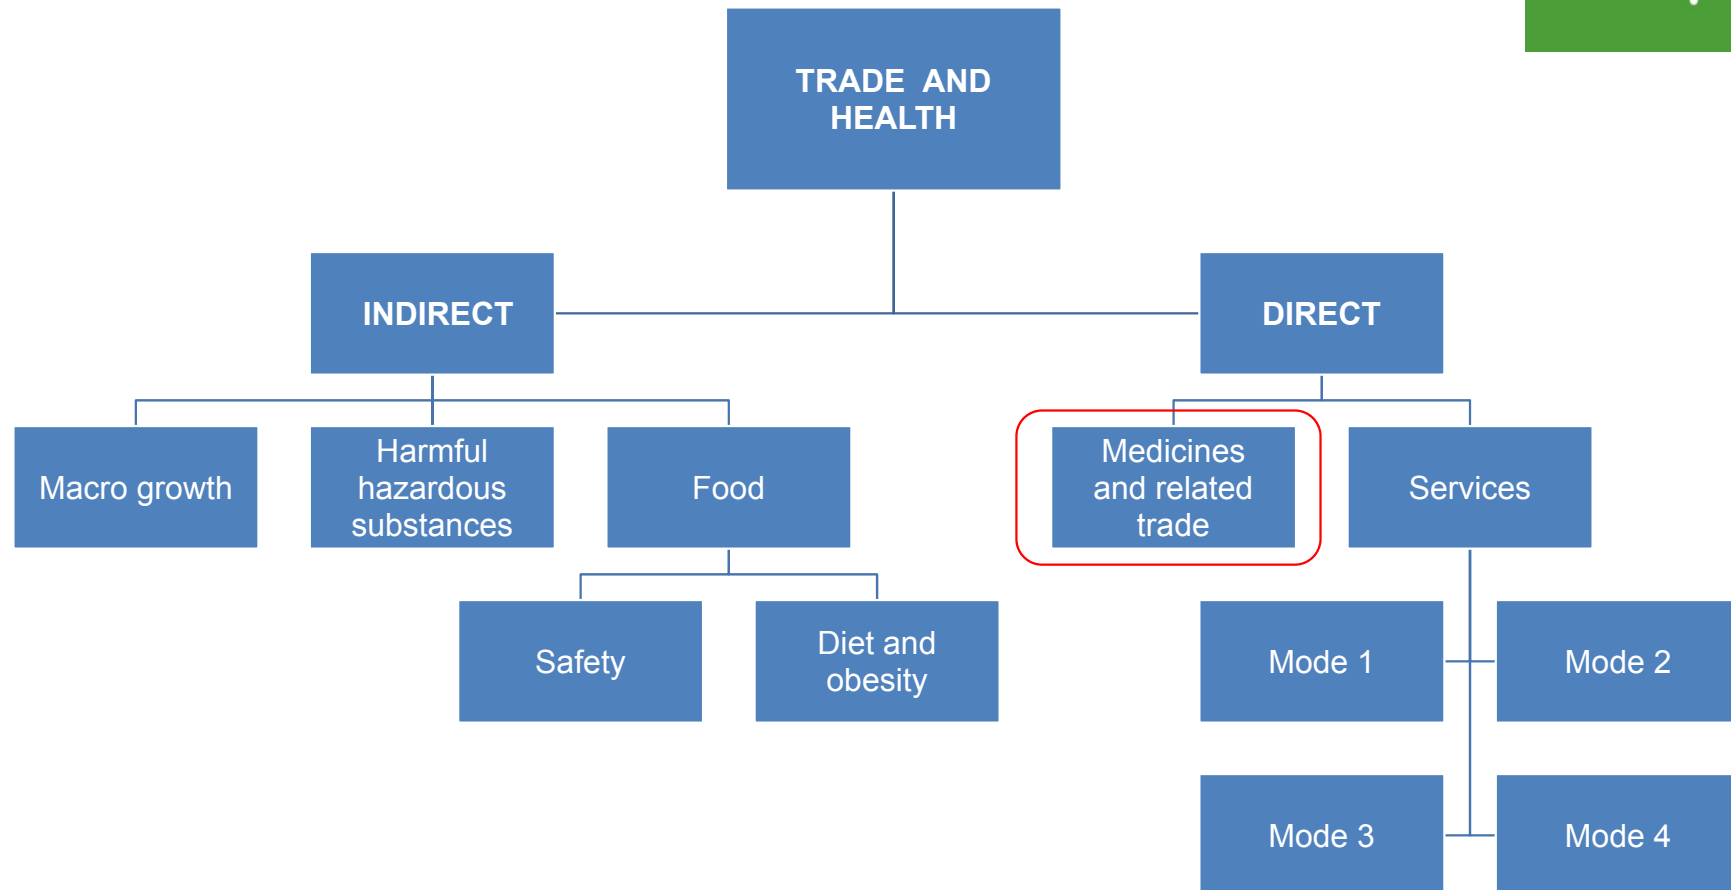 TRADE AND
HEALTH
INDIRECT
DIRECT
Macro growth
Harmful
hazardous
substances
Food
Medicines
and related
trade
Services
Safety
Diet and
obesity
Mode 1
Mode 2
Mode 3
Mode 4